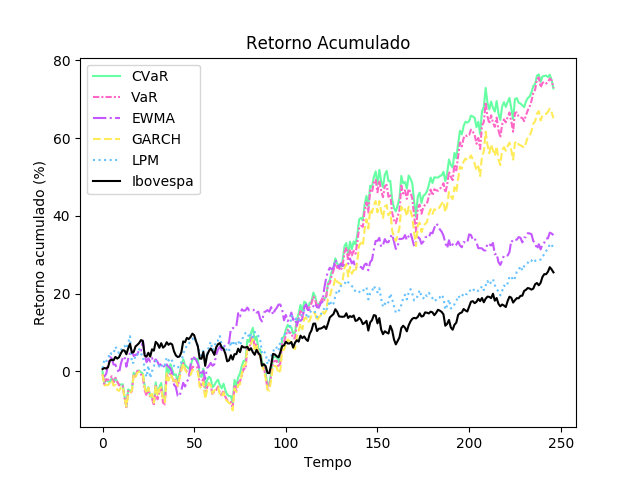 Retorno Acumulado
80
60
40
20
0
Retorno acumulado (%)
CVaR
VaR
EWMA
GARCH
LPM
Ibovespa
0 50 100 150 200 250
Tempo